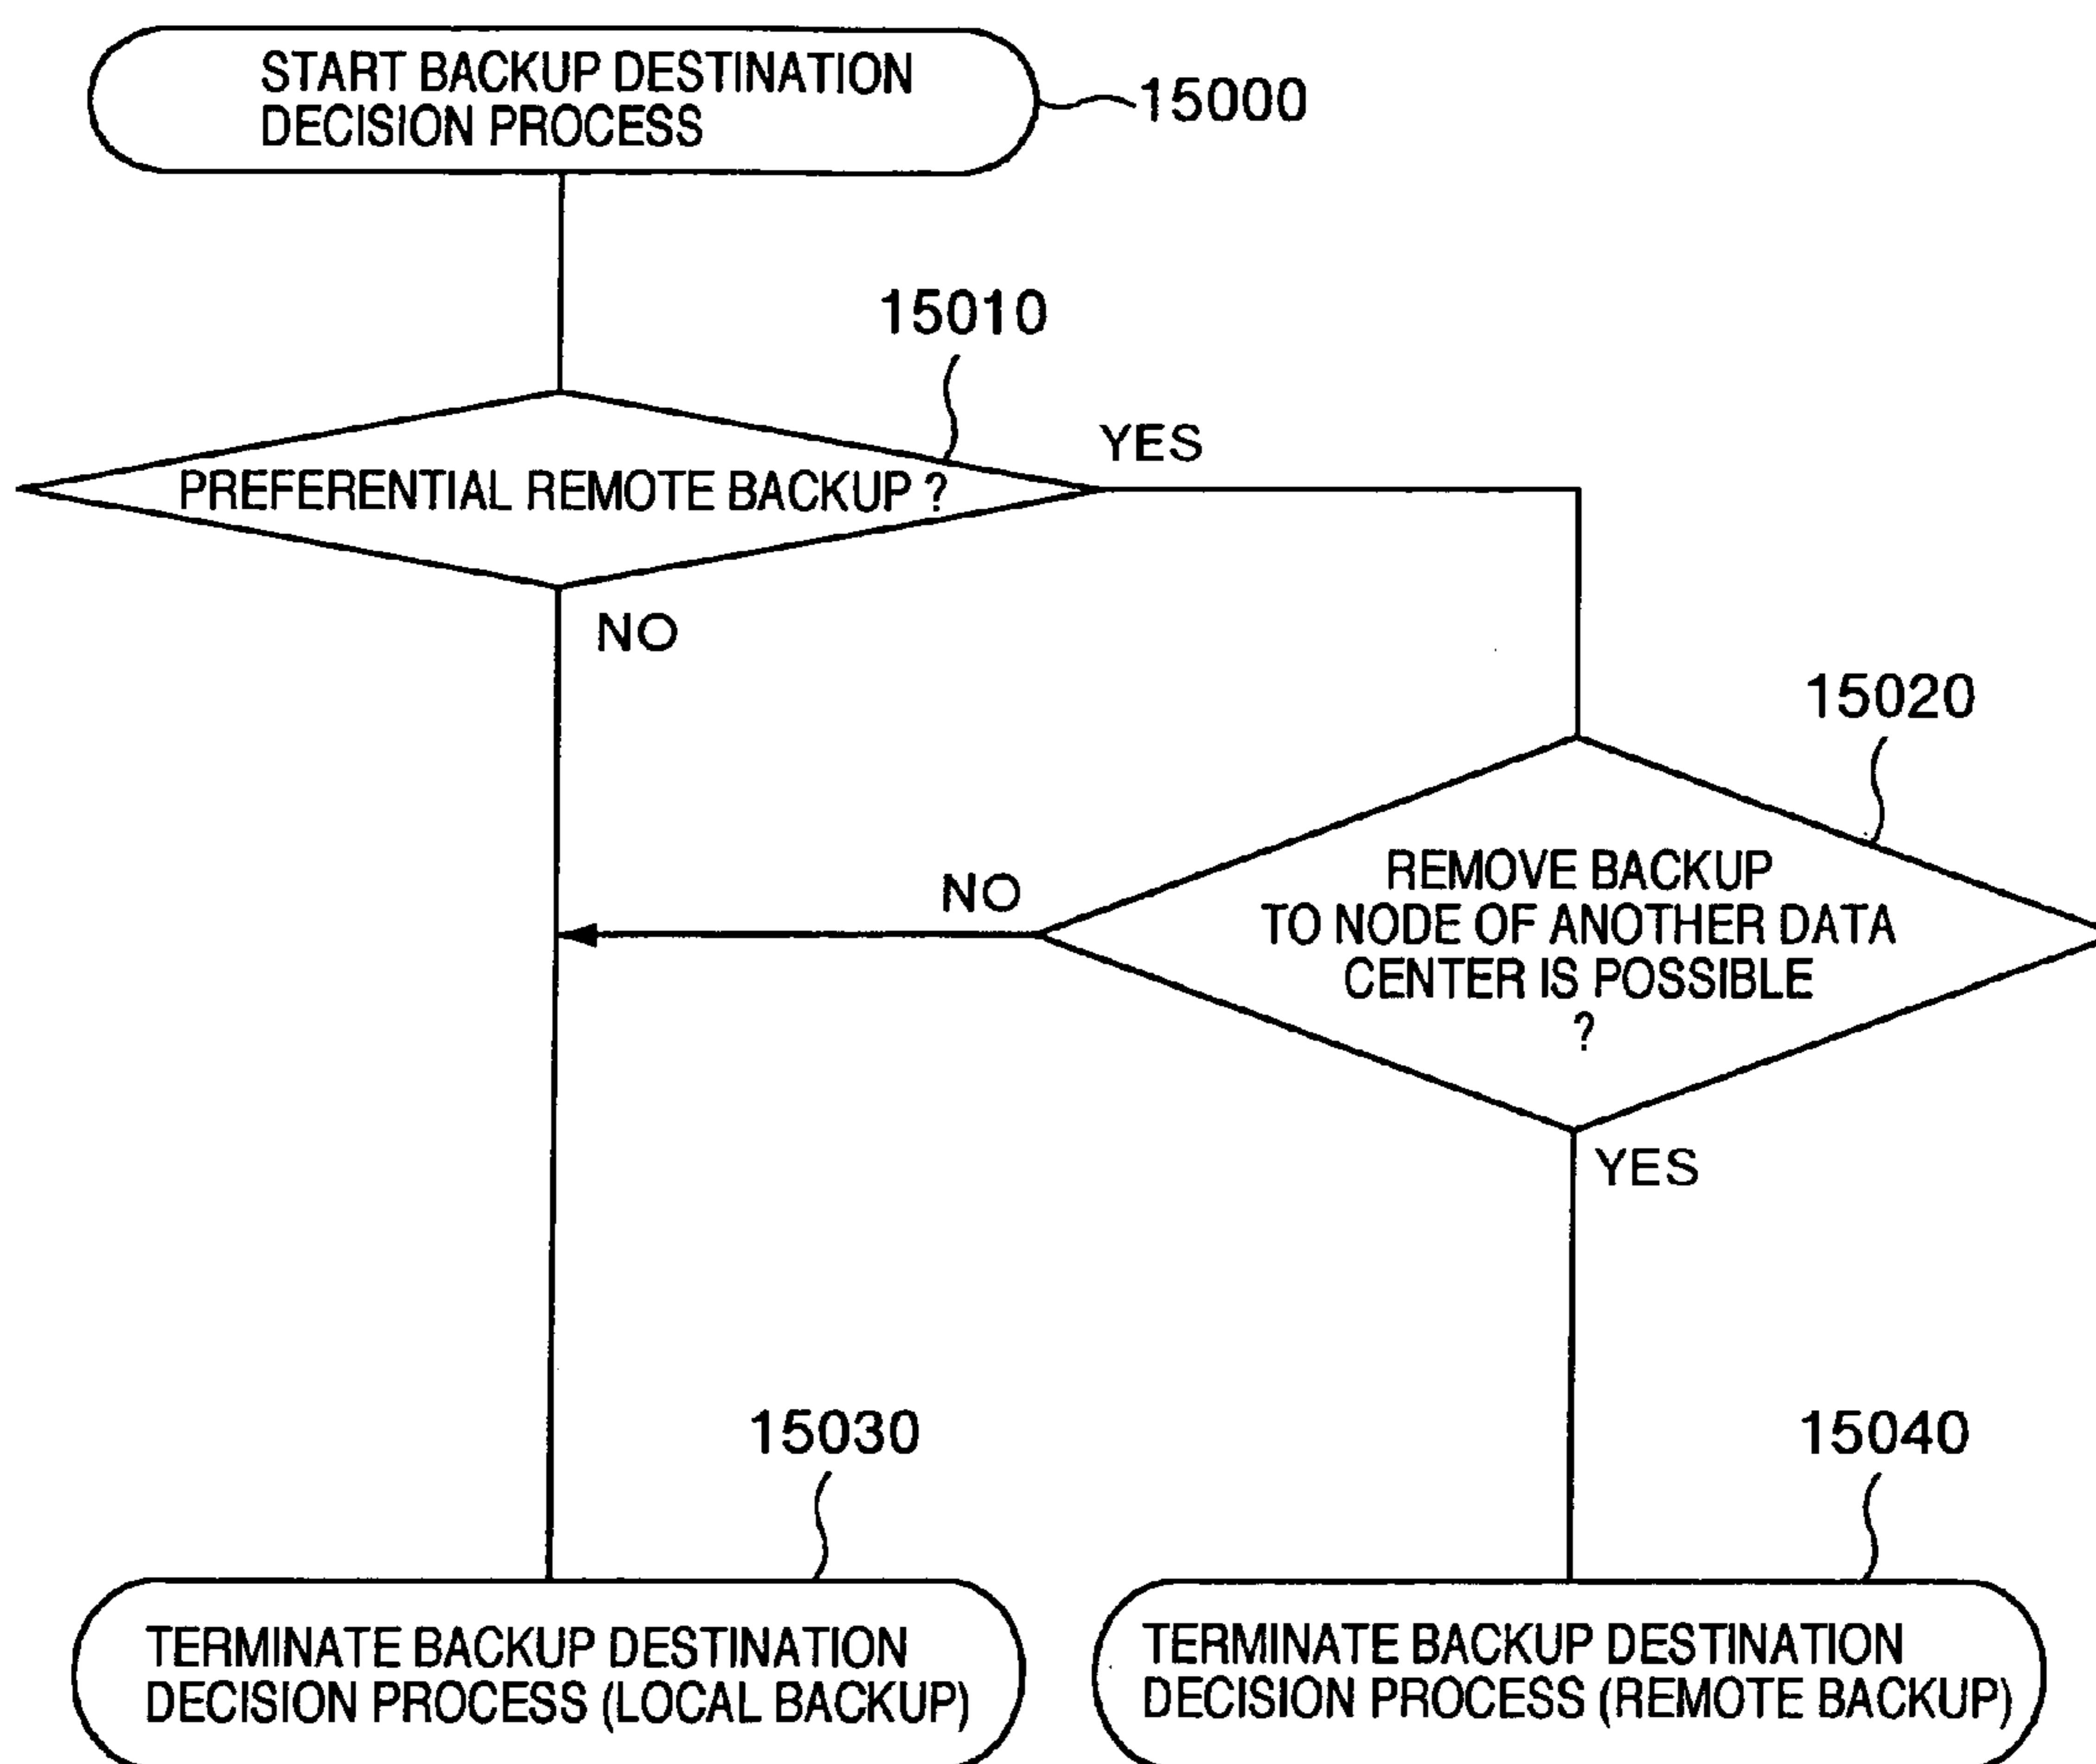 START BACKUP DESTINATION
DECISION PROCESS
15000
15010
YES
PREFERENTIAL REMOTE BACKUP ?
NO
15020
REMOVE BACKUP
TO NODE OF ANOTHER DATA
CENTER IS POSSIBLE
?
NO
YES
15030
15040
TERMINATE BACKUP DESTINATION
DECISION PROCESS (LOCAL BACKUP)
TERMINATE BACKUP DESTINATION
DECISION PROCESS (REMOTE BACKUP)